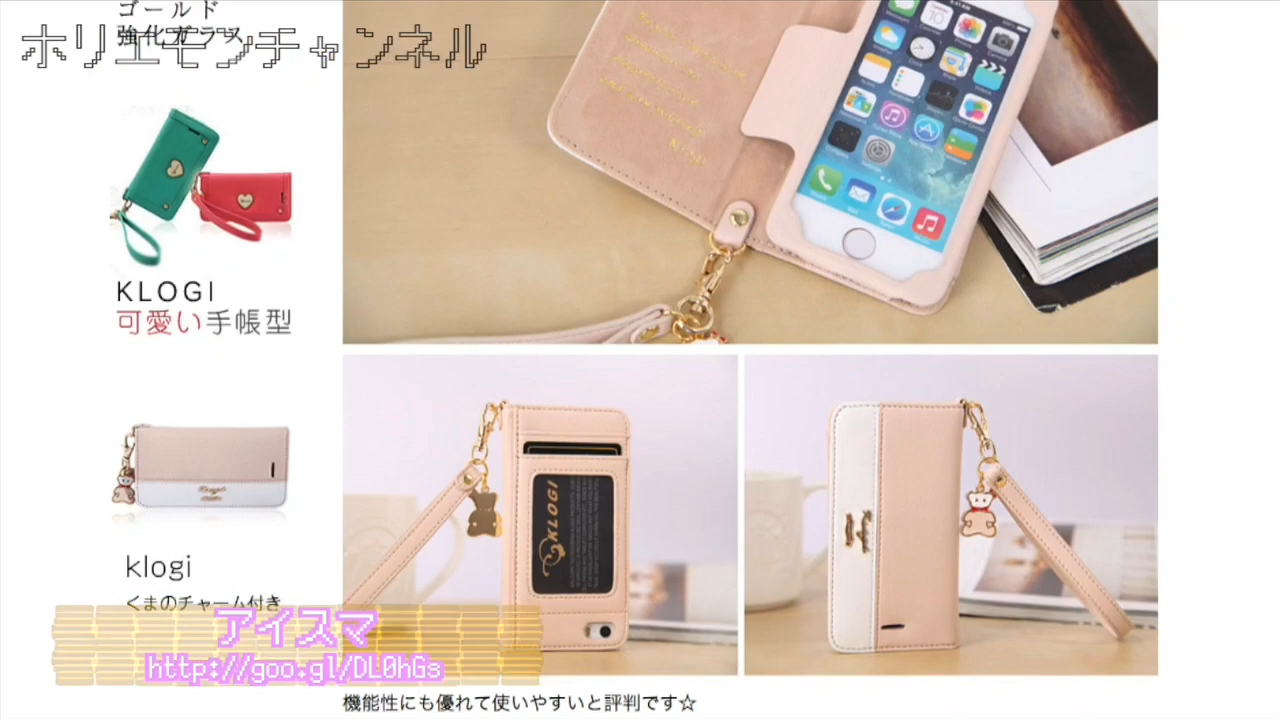 ゴールド
強化ガラス
ホリエモンチャンネル
KLOGI
可愛い手帳型
klogi
くまのチャーム付き
KLOGI
アイスマ
http://goo.gl/DL0hGs
機能性にも優れて使いやすいと評判です☆